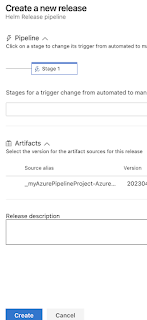 Create a new release
Helm Release pipeline
Pipeline
Click on a stage to change its trigger from automated to ma
Stage 1
Stages for a trigger change from automated to man
Artifacts
Select the version for the artifact sources for this release
Source alias Version
_myAzurePipelineProject-Azure... 202304
Release description
Create Cancel